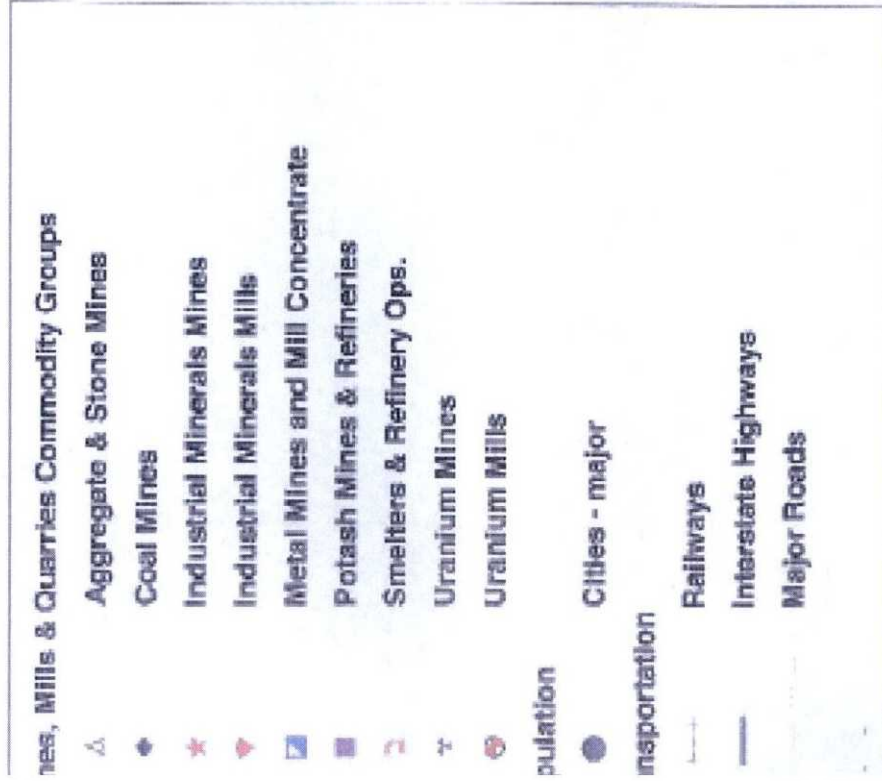 nes, Mills & Quarries Commodity Groups
Aggregate & Stone Mines
Coal Mines
Industrial Minerals Mines
Industrial Minerals Mills
Metal Mines and Mill Concentrate
Potash Mines & Refineries
Smelters & Refinery Ops.
Uranium Mines
Uranium Mills
pulation
Cities - major
nsportation
Railways
Interstate Highways
Major Roads